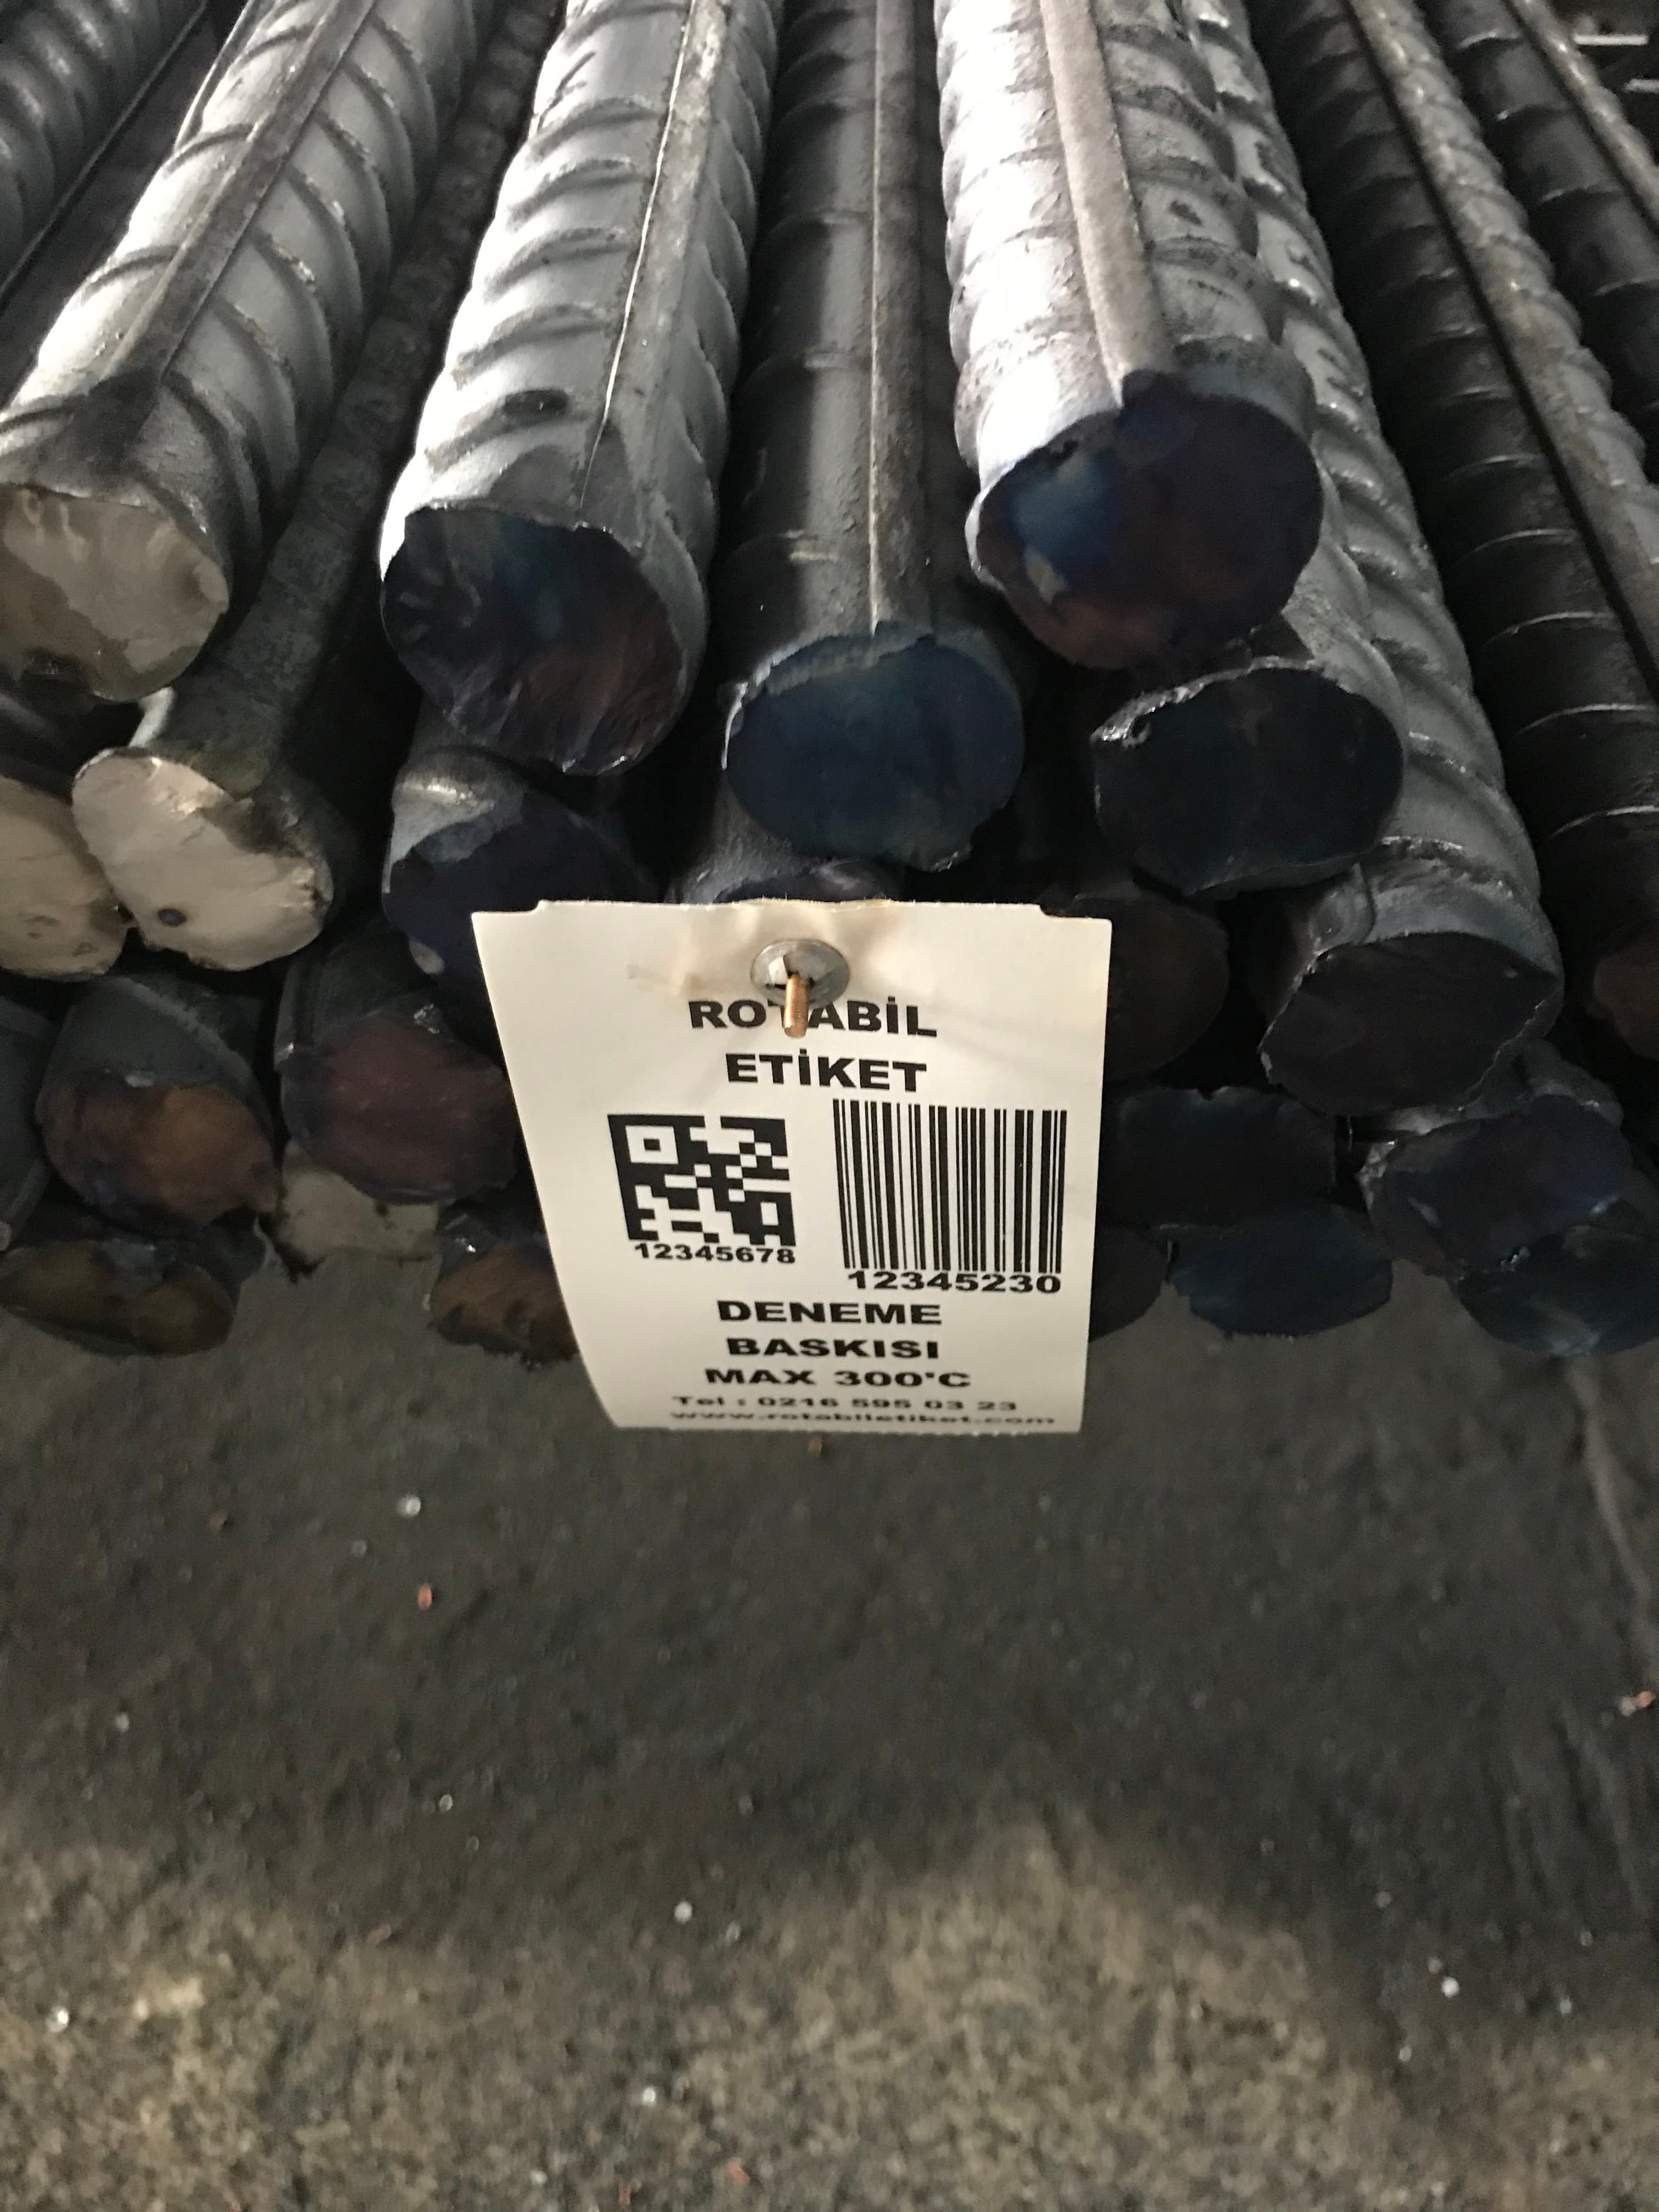 ROTABİL
ETİKET
12345678
12345230
DENEME
BASKISI
MAX 300°C
Tel : 0216 595 03 23
www.rotabiletiket.com